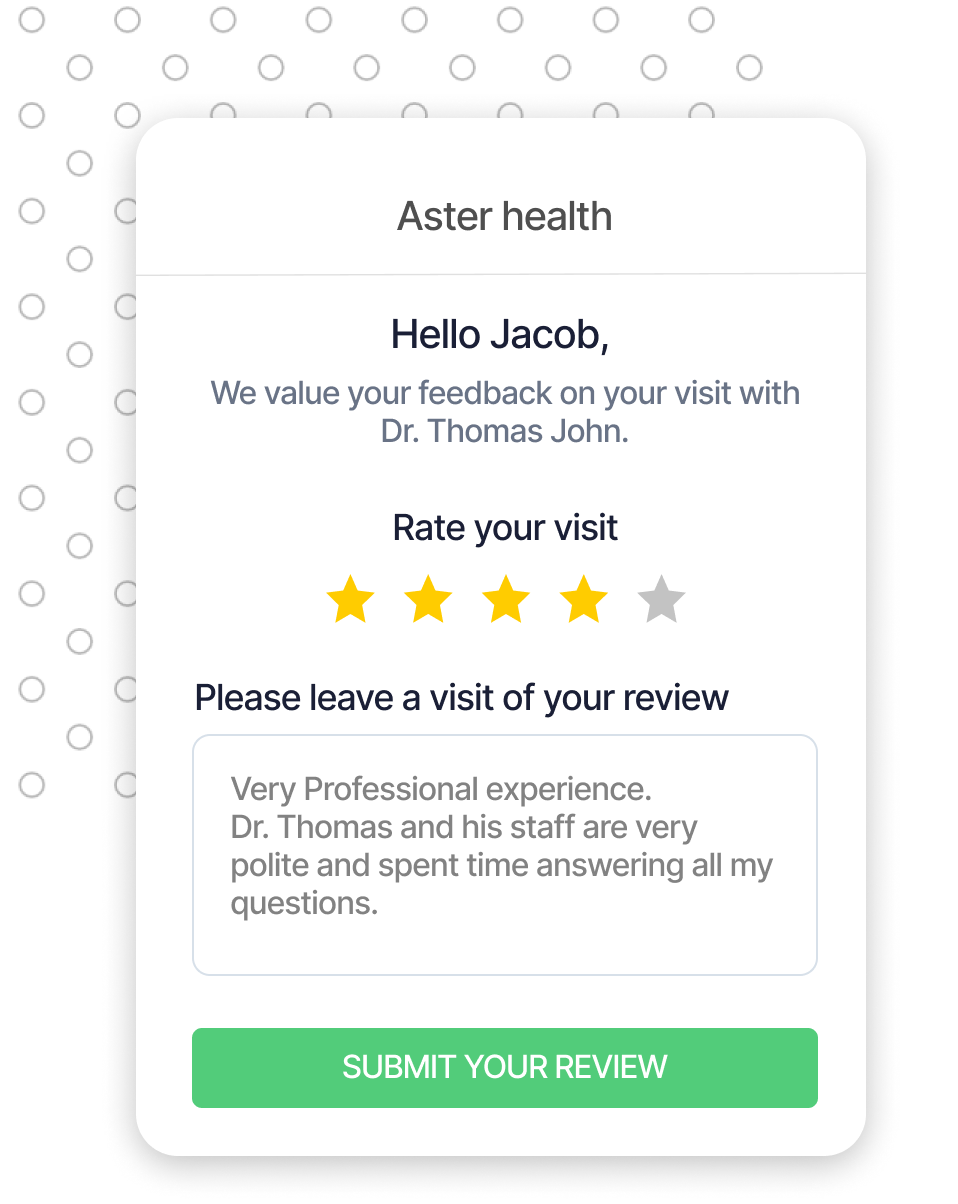 Aster health
Hello Jacob,
We value your feedback on your visit with
Dr. Thomas John.
Rate your visit
Please leave a visit of your review
Very Professional experience.
Dr. Thomas and his staff are very
polite and spent time answering all my
questions.
SUBMIT YOUR REVIEW